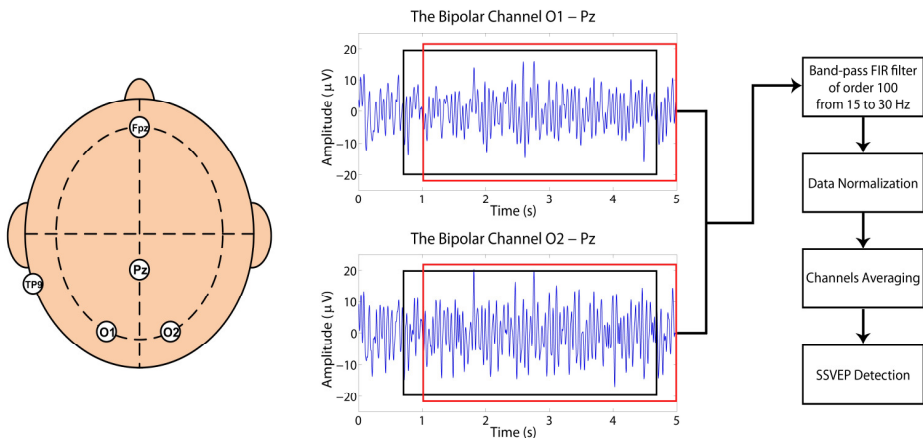 Fpz
Pz
TP9
O1
O2
The Bipolar Channel O1 – Pz
Amplitude (μ V)
20
10
0
−10
−20
0 1 2 3 4 5
Time (s)
The Bipolar Channel O2 – Pz
Amplitude (μ V)
20
10
0
−10
−20
0 1 2 3 4 5
Time (s)
Band-pass FIR filter
of order 100
from 15 to 30 Hz
Data Normalization
Channels Averaging
SSVEP Detection